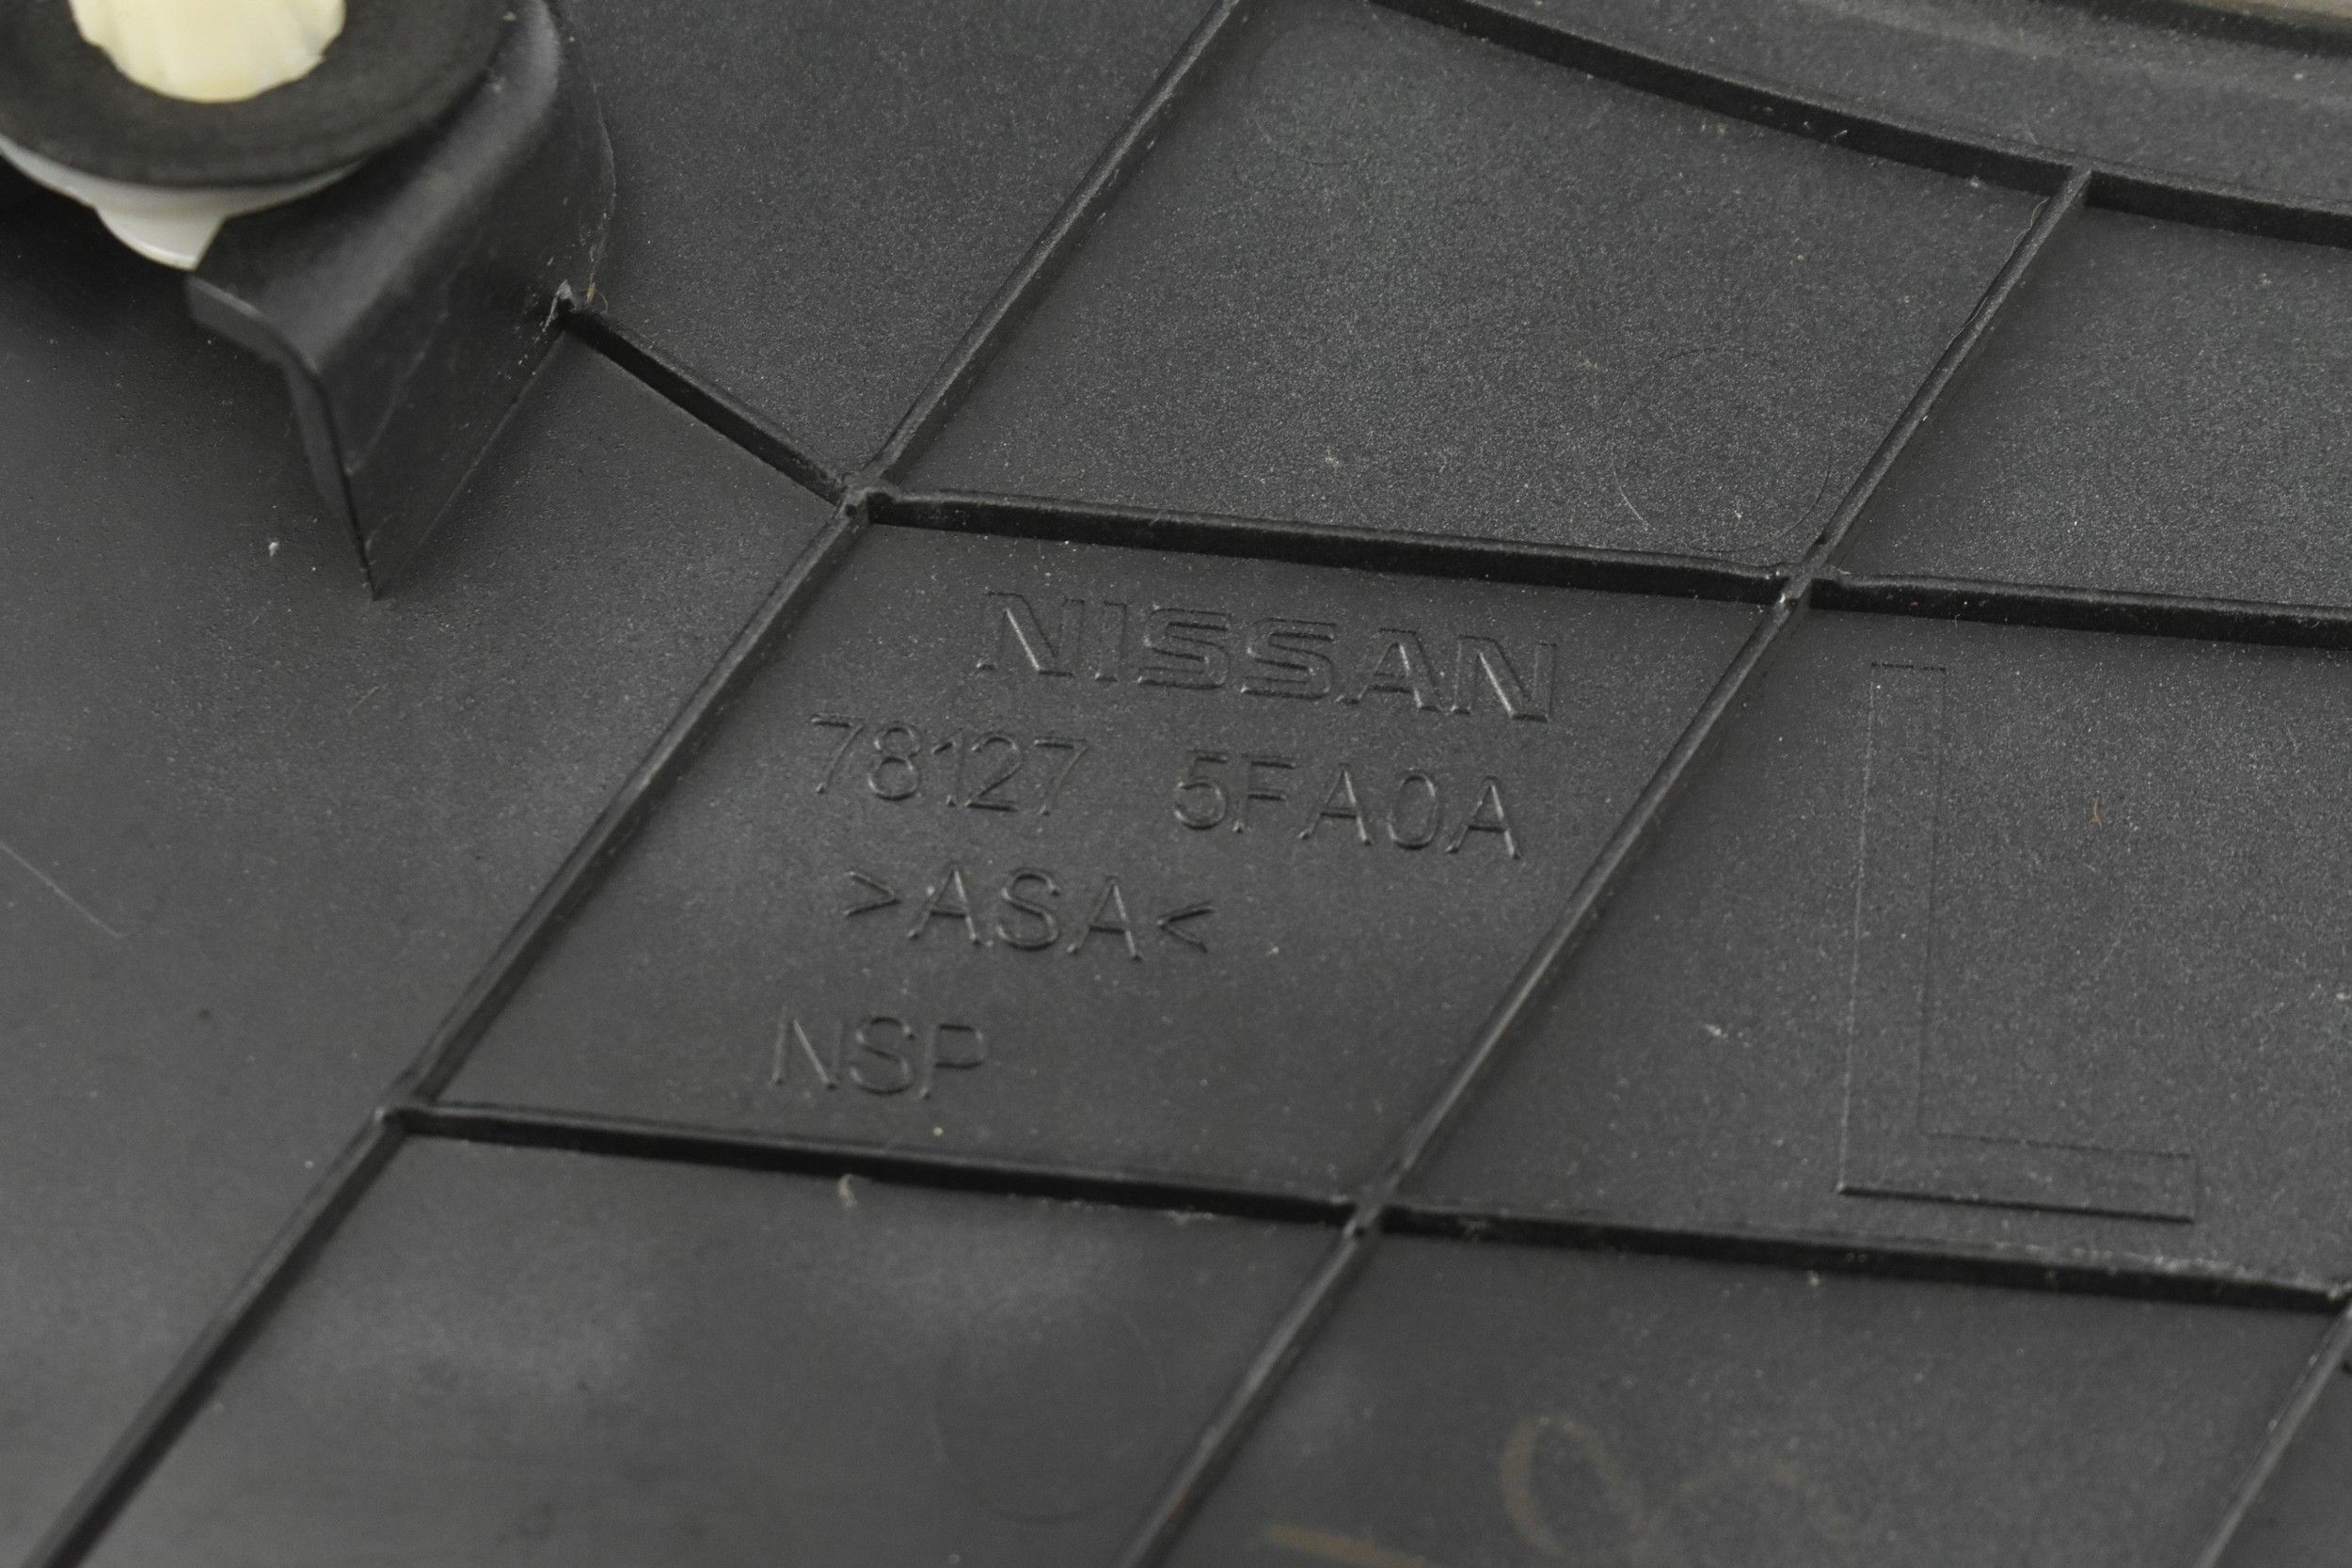 NISSAN
78127 5FA0A
>ASA<
NSP
L